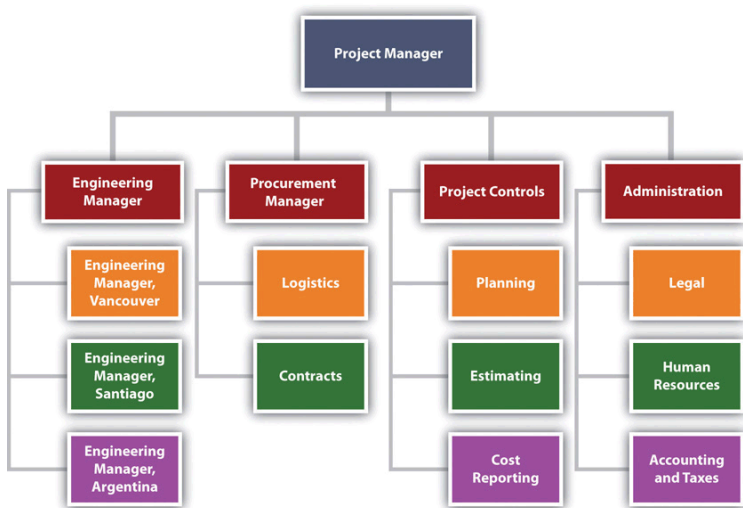 Project Manager
Engineering
Manager
Procurement
Manager
Project Controls
Administration
Engineering
Manager,
Vancouver
Logistics
Planning
Legal
Engineering
Manager,
Santiago
Contracts
Estimating
Human
Resources
Engineering
Manager,
Argentina
Cost
Reporting
Accounting
and Taxes